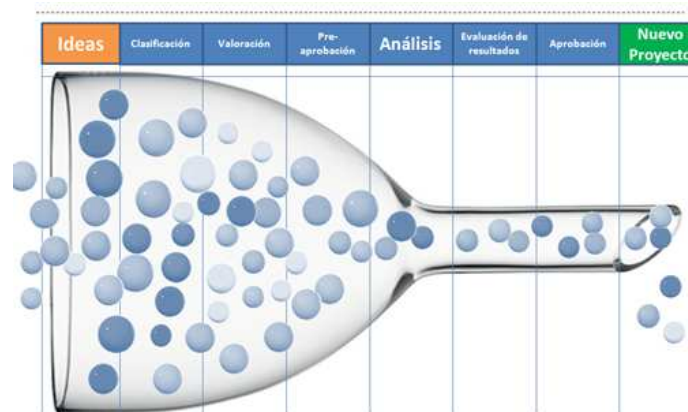 Ideas
Clasificación
Valoración
Pre-
aprobación
Análisis
Evaluación de
resultados
Aprobación
Nuevo
Proyecto